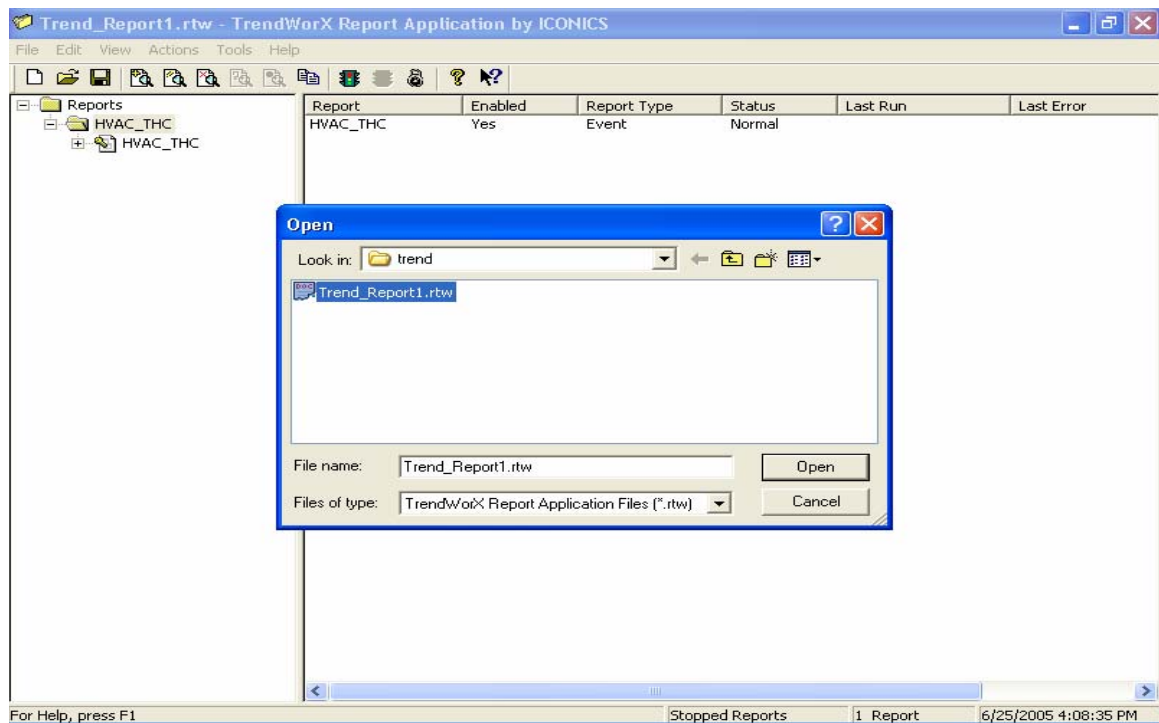 Trend_Report1.rtw - TrendWorX Report Application by ICONICS
File Edit View Actions Tools Help
Reports
HVAC_THC
HVAC_THC
Report Enabled Report Type Status Last Run Last Error
HVAC_THC Yes Event Normal
Open
Look in: trend
Trend_Report1.rtw
File name: Trend_Report1.rtw Open
Files of type: TrendWorX Report Application Files (*.rtw) Cancel
For Help, press F1 Stopped Reports 1 Report 6/25/2005 4:08:35 PM